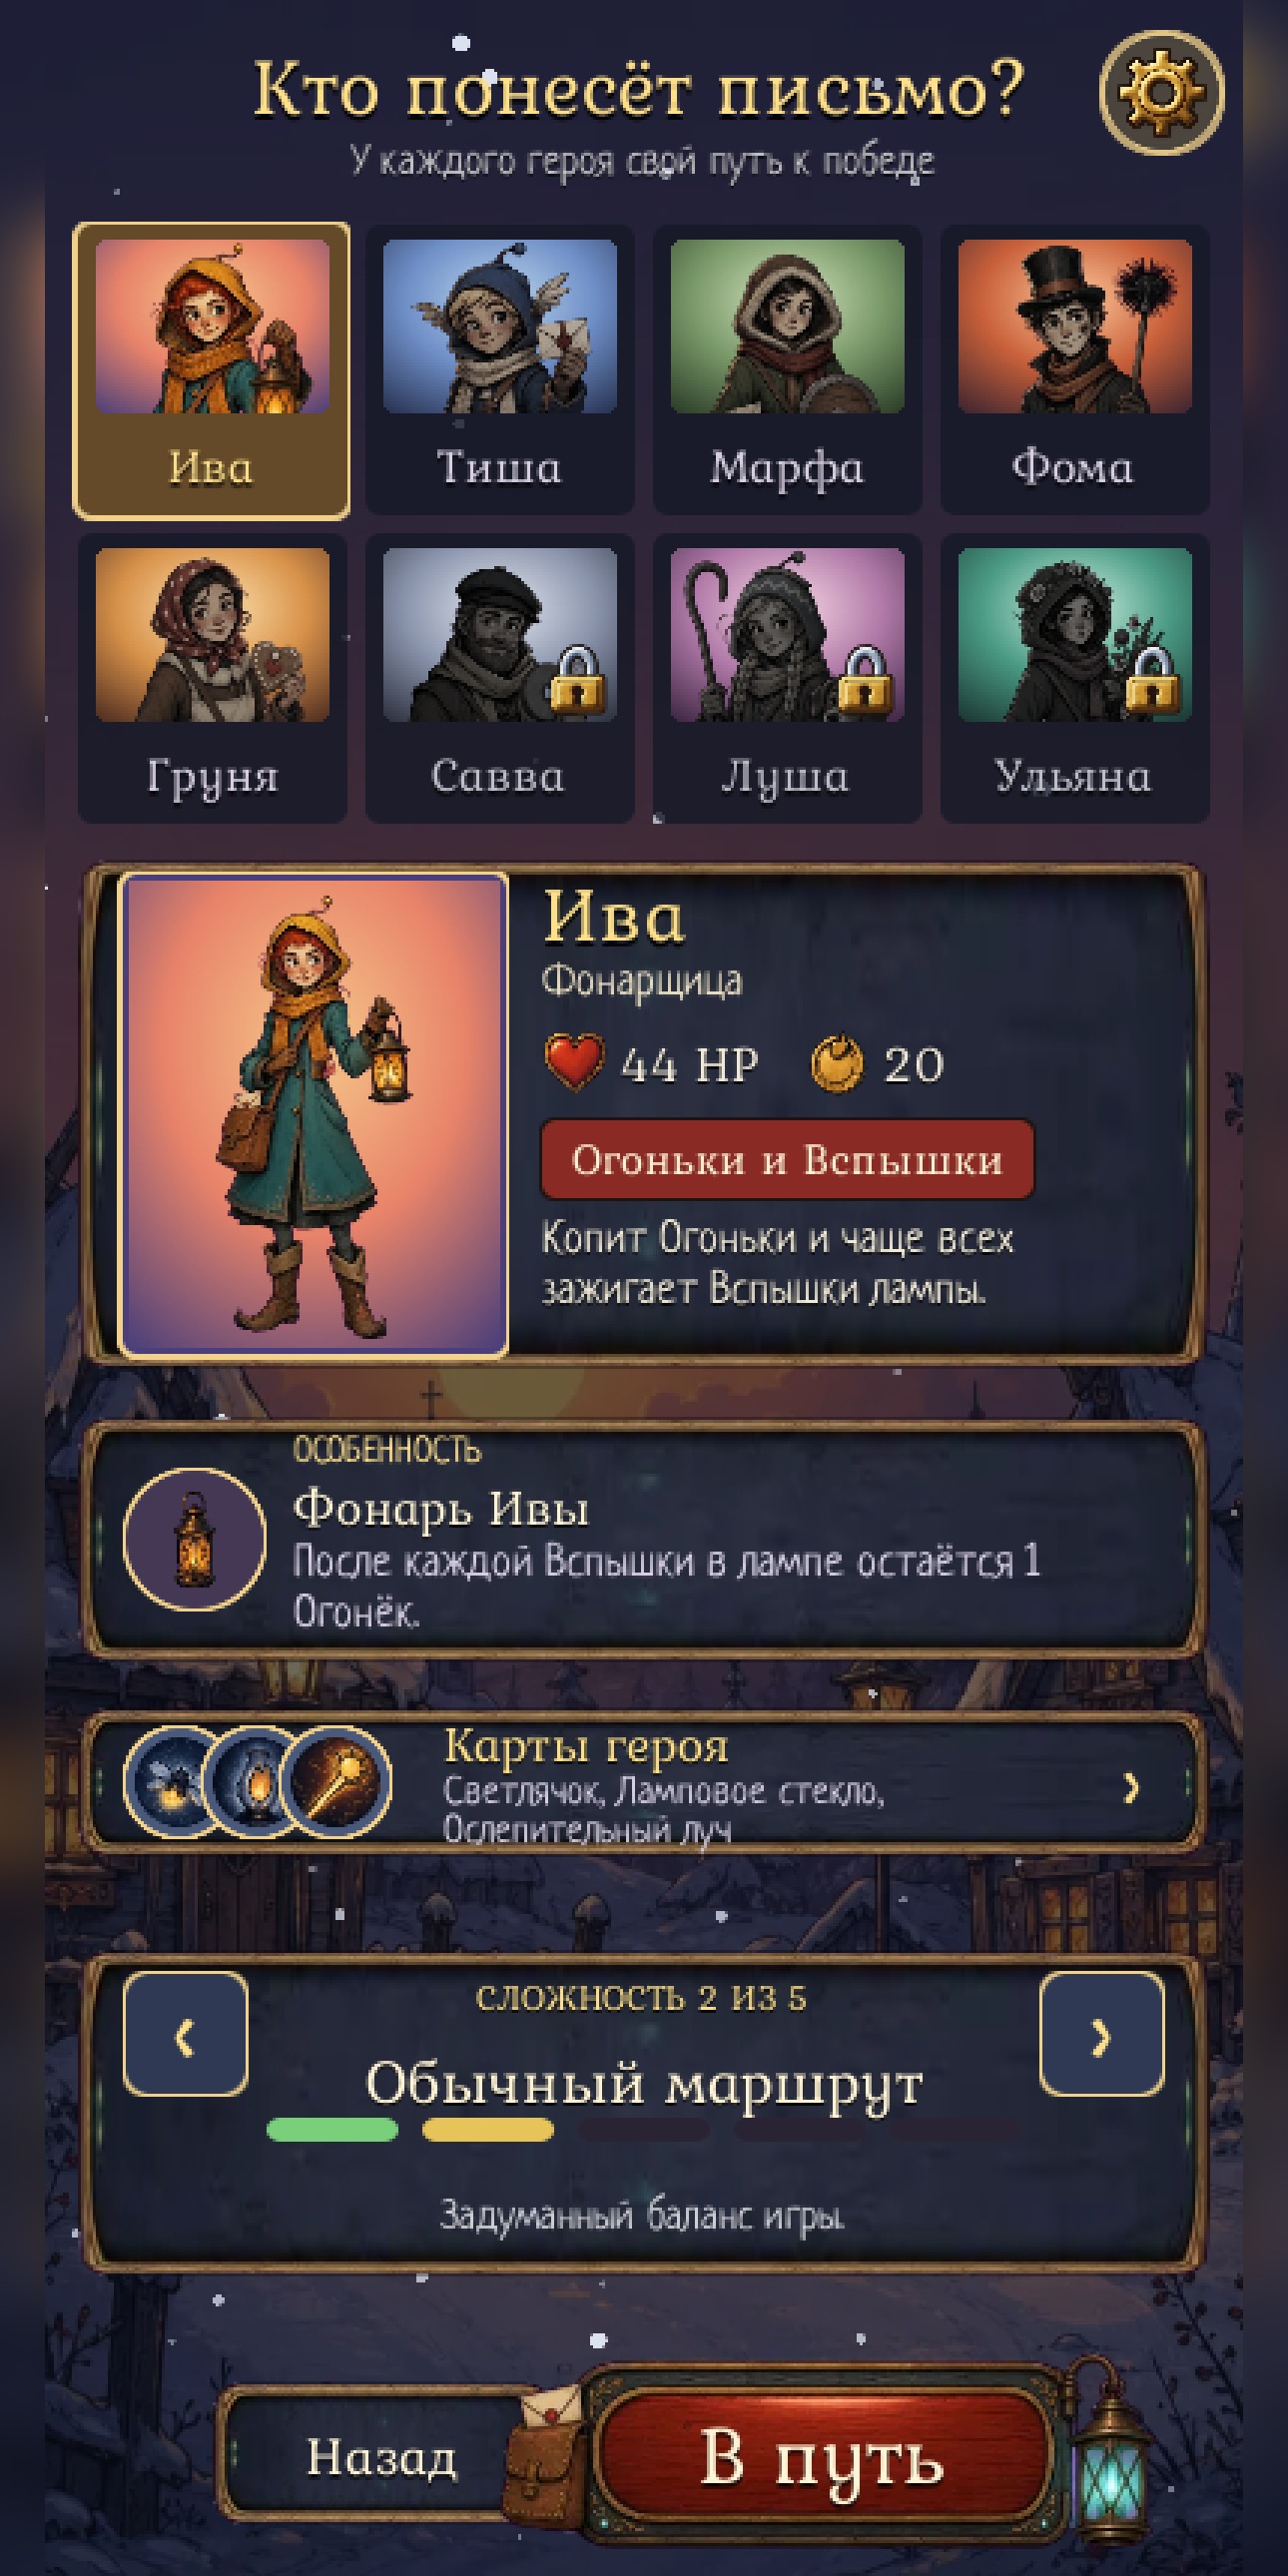 Кто понесёт письмо?
У каждого героя свой путь к победе
Ива
Тиша
Марфа
Фома
Груня
Савва
Луша
Ульяна
Ива
Фонарщица
44 HP
20
Огоньки и Вспышки
Копит Огоньки и чаще всех
зажигает Вспышки лампы.
ОСОБЕННОСТЬ
Фонарь Ивы
После каждой Вспышки в лампе остаётся 1
Огонёк.
Карты героя
Светлячок, Ламповое стекло,
Ослепительный луч
СЛОЖНОСТЬ 2 ИЗ 5
Обычный маршрут
Задуманный баланс игры.
Назад
В путь